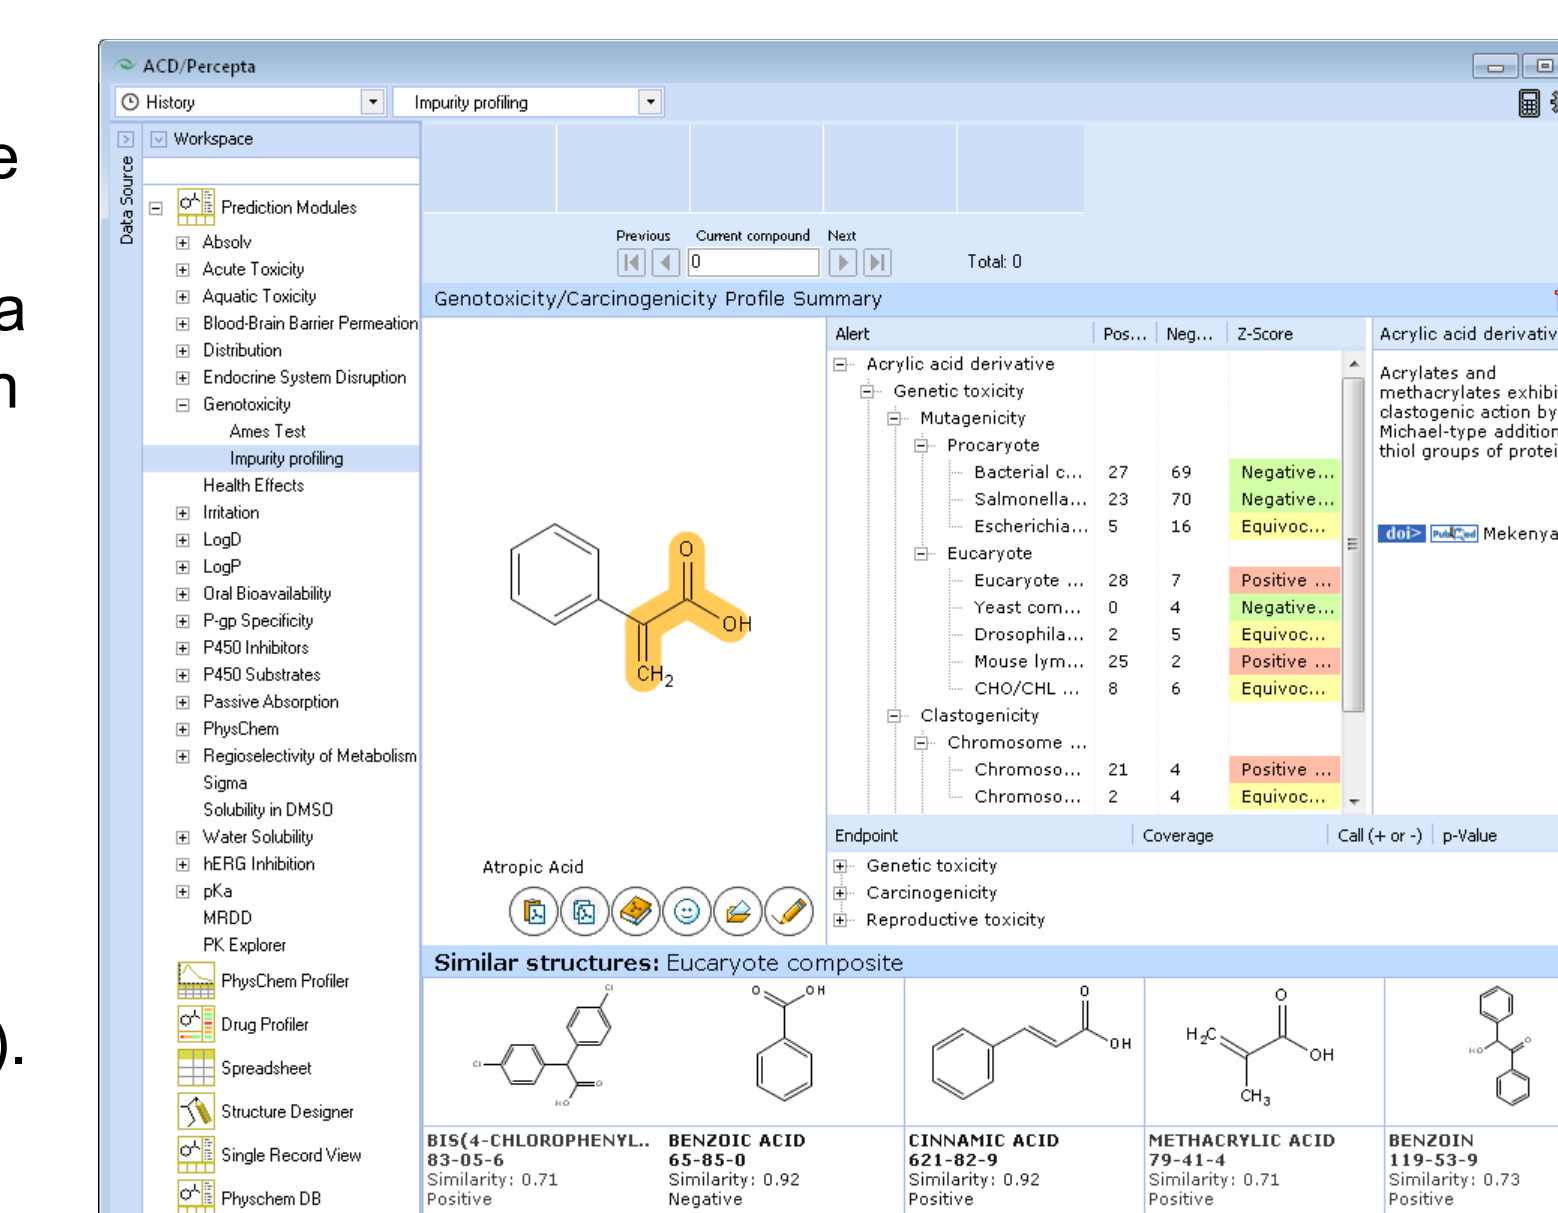 e
a
n
).
ACD/Percepta
History
Impurity profiling
Data Source
Workspace
Prediction Modules
Absolv
Acute Toxicity
Aquatic Toxicity
Blood-Brain Barrier Permeation
Distribution
Endocrine System Disruption
Genotoxicity
Ames Test
Impurity profiling
Health Effects
Irritation
LogD
LogP
Oral Bioavailability
P-gp Specificity
P450 Inhibitors
P450 Substrates
Passive Absorption
PhysChem
Regioselectivity of Metabolism
Sigma
Solubility in DMSO
Water Solubility
hERG Inhibition
pKa
MRDD
PK Explorer
PhysChem Profiler
Drug Profiler
Spreadsheet
Structure Designer
Single Record View
Physchem DB
Previous Current compound Next
0 Total: 0
Genotoxicity/Carcinogenicity Profile Summary
O
OH
CH2
Atropic Acid
Alert Pos... Neg... Z-Score
Acrylic acid derivative
Genetic toxicity
Mutagenicity
Procaryote
Bacterial c... 27 69 Negative...
Salmonella... 23 70 Negative...
Escherichia... 5 16 Equivoc...
Eucaryote
Eucaryote ... 28 7 Positive ...
Yeast com... 0 4 Negative...
Drosophila... 2 5 Equivoc...
Mouse lym... 25 2 Positive ...
CHO/CHL ... 8 6 Equivoc...
Clastogenicity
Chromosome ...
Chromoso... 21 4 Positive ...
Chromoso... 2 4 Equivoc...
Acrylic acid derivativ
Acrylates and
methacrylates exhibi
clastogenic action by
Michael-type addition
thiol groups of protei
doi> PubMed Mekenya
Endpoint Coverage Call (+ or -) p-Value
Genetic toxicity
Carcinogenicity
Reproductive toxicity
Similar structures: Eucaryote composite
Cl
Cl
O
HO
O OH
O
OH
O
H2C
OH
CH3
HO
O
BIS(4-CHLOROPHENYL..
83-05-6
Similarity: 0.71
Positive
BENZOIC ACID
65-85-0
Similarity: 0.92
Negative
CINNAMIC ACID
621-82-9
Similarity: 0.92
Positive
METHACRYLIC ACID
79-41-4
Similarity: 0.71
Positive
BENZOIN
119-53-9
Similarity: 0.73
Positive